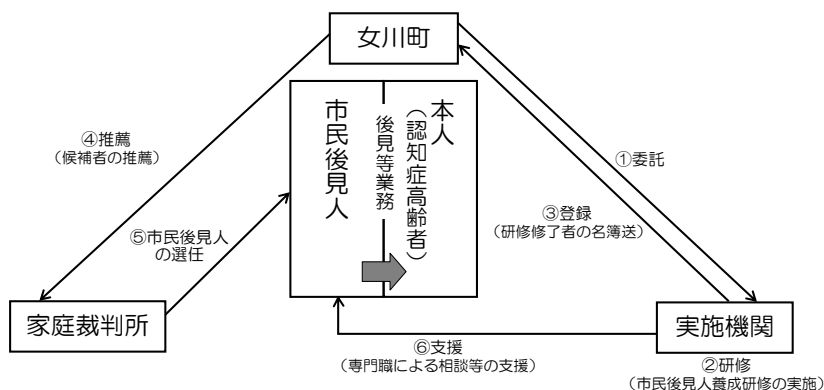 女川町
市民後見人
後見等業務
本人
（認知症高齢者）
④推薦
（候補者の推薦）
①委託
③登録
（研修修了者の名簿送）
⑤市民後見人
の選任
家庭裁判所
実施機関
⑥支援
（専門職による相談等の支援）
②研修
（市民後見人養成研修の実施）